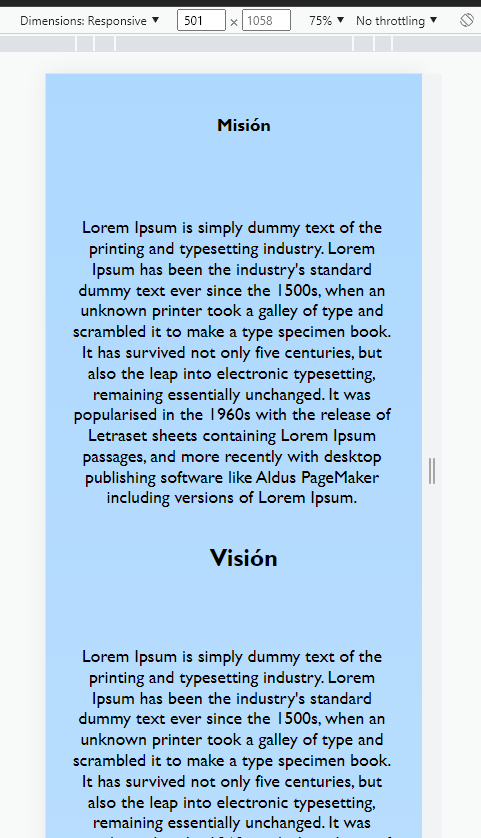 Dimensions: Responsive ▼ 501 × 1058 75% ▼ No throttling ▼
Misión
Lorem Ipsum is simply dummy text of the
printing and typesetting industry. Lorem
Ipsum has been the industry's standard
dummy text ever since the 1500s, when an
unknown printer took a galley of type and
scrambled it to make a type specimen book.
It has survived not only five centuries, but
also the leap into electronic typesetting,
remaining essentially unchanged. It was
popularised in the 1960s with the release of
Letraset sheets containing Lorem Ipsum
passages, and more recently with desktop
publishing software like Aldus PageMaker
including versions of Lorem Ipsum.
Visión
Lorem Ipsum is simply dummy text of the
printing and typesetting industry. Lorem
Ipsum has been the industry's standard
dummy text ever since the 1500s, when an
unknown printer took a galley of type and
scrambled it to make a type specimen book.
It has survived not only five centuries, but
also the leap into electronic typesetting,
remaining essentially unchanged. It was